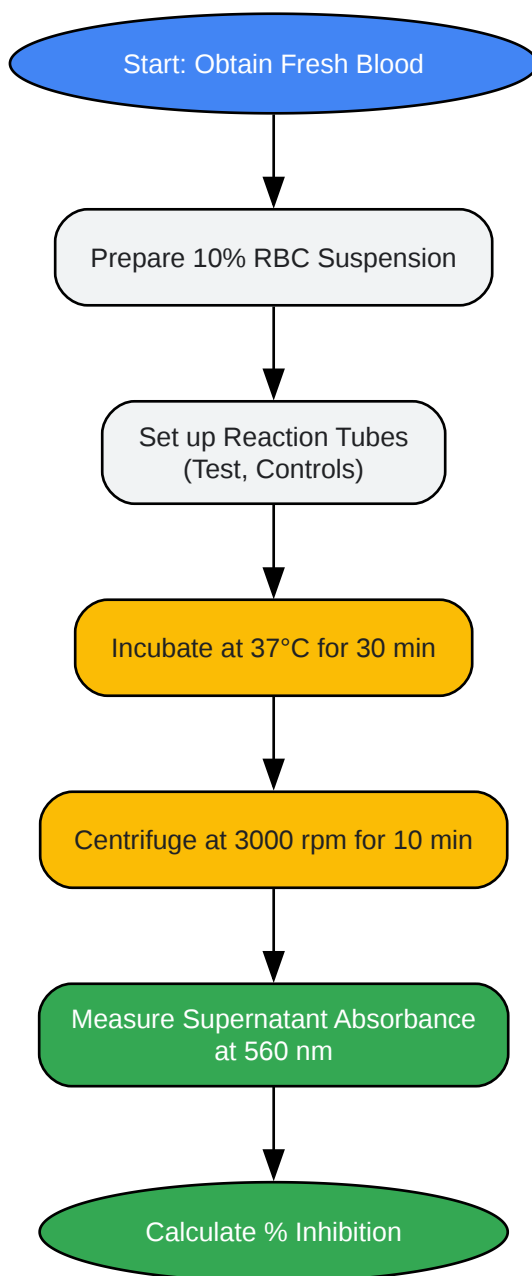 Start: Obtain Fresh Blood
Prepare 10% RBC Suspension
Set up Reaction Tubes
(Test, Controls)
Incubate at 37°C for 30 min
Centrifuge at 3000 rpm for 10 min
Measure Supernatant Absorbance
at 560 nm
Calculate % Inhibition